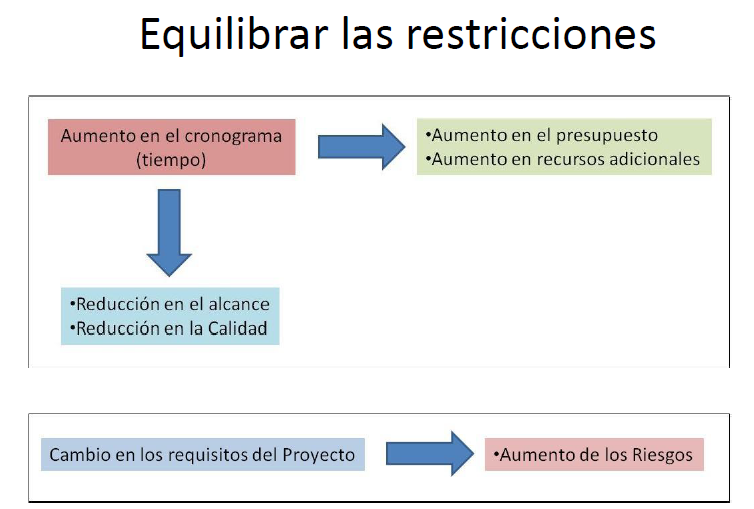 Equilibrar las restricciones
Aumento en el cronograma
(tiempo)
•Aumento en el presupuesto
•Aumento en recursos adicionales
•Reducción en el alcance
•Reducción en la Calidad
Cambio en los requisitos del Proyecto
•Aumento de los Riesgos